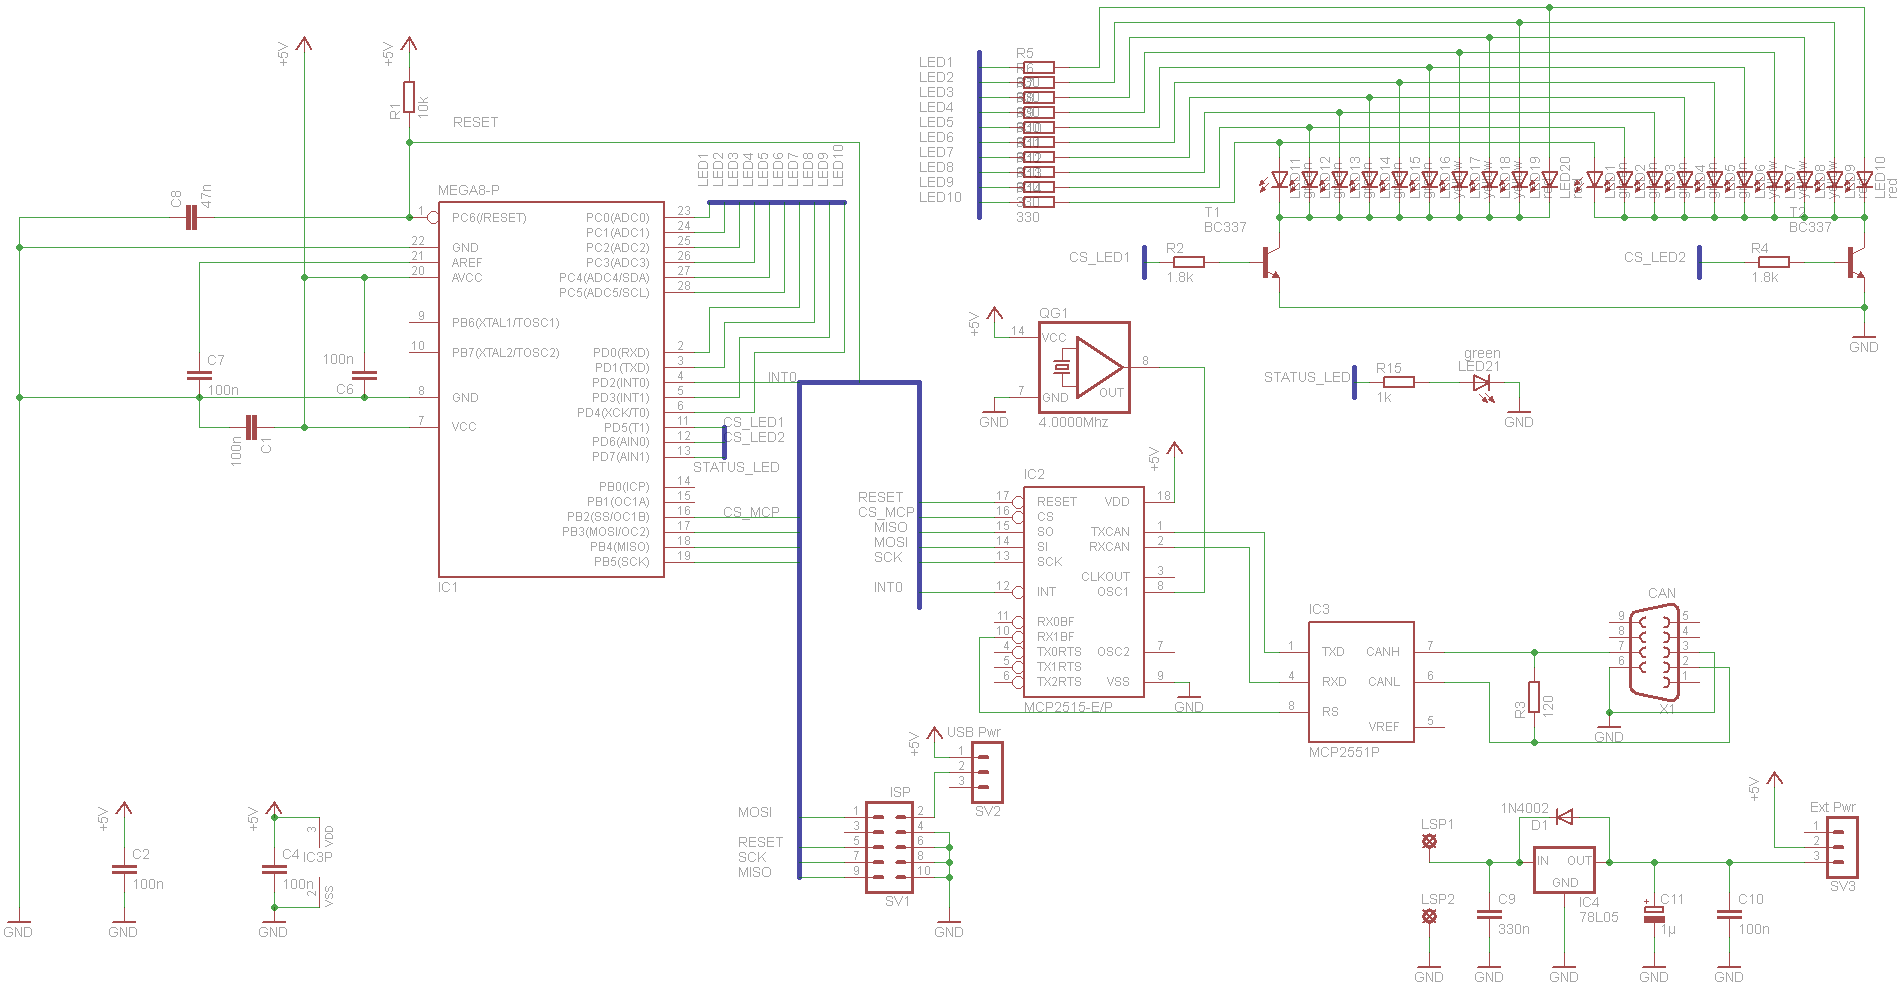 +5V
+5V
R1
10k
RESET
C8
47n
MEGA8-P
1 PC6(/RESET)
22 GND
21 AREF
20 AVCC
9 PB6(XTAL1/TOSC1)
10 PB7(XTAL2/TOSC2)
8 GND
7 VCC
PC0(ADC0) 23
PC1(ADC1) 24
PC2(ADC2) 25
PC3(ADC3) 26
PC4(ADC4/SDA) 27
PC5(ADC5/SCL) 28
PD0(RXD) 2
PD1(TXD) 3
PD2(INT0) 4
PD3(INT1) 5
PD4(XCK/T0) 6
PD5(T1) 11
PD6(AIN0) 12
PD7(AIN1) 13
PB0(ICP) 14
PB1(OC1A) 15
PB2(SS/OC1B) 16
PB3(MOSI/OC2) 17
PB4(MISO) 18
PB5(SCK) 19
IC1
C7
100n
100n
C6
100n
C1
LED1
LED2
LED3
LED4
LED5
LED6
LED7
LED8
LED9
LED10
INT0
CS_LED1
CS_LED2
STATUS_LED
CS_MCP
LED1
LED2
LED3
LED4
LED5
LED6
LED7
LED8
LED9
LED10
R5
330
LED11
LED12
LED13
LED14
LED15
LED16
LED17
LED18
LED19
LED20
red
LED1
LED2
LED3
LED4
LED5
LED6
LED7
LED8
LED9
LED10
red
T1
BC337
BC337
CS_LED1
R2
1.8k
CS_LED2
R4
1.8k
GND
+5V
QG1
14 VCC
8
OUT
7 GND
4.0000Mhz
GND
STATUS_LED
R15
1k
green
LED21
GND
+5V
IC2
RESET
CS_MCP
MISO
MOSI
SCK
INT0
17 RESET
16 CS
15 SO
14 SI
13 SCK
12 INT
11 RX0BF
10 RX1BF
4 TX0RTS
5 TX1RTS
6 TX2RTS
VDD 18
TXCAN 1
RXCAN 2
CLKOUT 3
OSC1 8
OSC2 7
VSS 9
MCP2515-E/P
GND
IC3
1 TXD
4 RXD
8 RS
CANH 7
CANL 6
VREF 5
MCP2551P
R3
120
CAN
9
8
7
6
5
4
3
2
1
X1
GND
+5V
USB Pwr
1
2
3
SV2
ISP
MOSI
RESET
SCK
MISO
1
3
5
7
9
2
4
6
8
10
SV1
GND
GND
+5V
C2
100n
GND
+5V
C4
100n
3
VDD
IC3P
2
VSS
GND
LSP1
LSP2
GND
1N4002
D1
IN
OUT
GND
IC4
78L05
GND
C9
330n
GND
C11
+
1µ
GND
C10
100n
GND
+5V
Ext Pwr
1
2
3
SV3